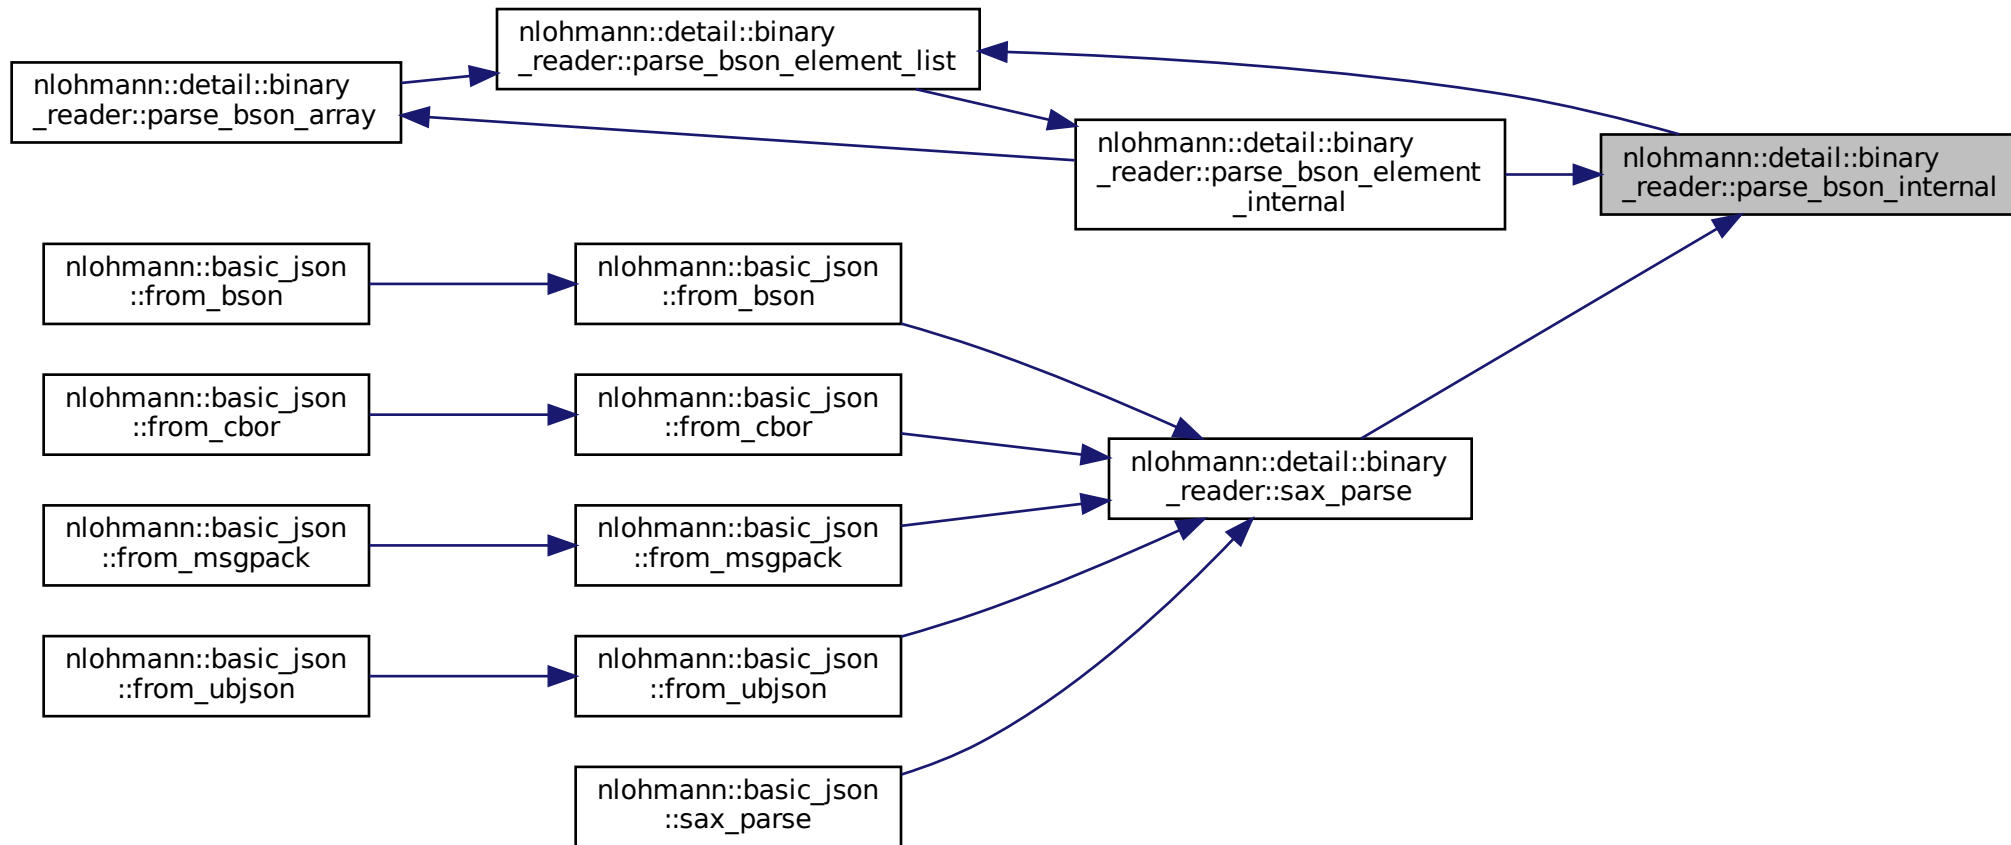 nlohmann::detail::binary
_reader::parse_bson_element_list
nlohmann::detail::binary
_reader::parse_bson_array
nlohmann::detail::binary
_reader::parse_bson_element
_internal
nlohmann::detail::binary
_reader::parse_bson_internal
nlohmann::basic_json
::from_bson
nlohmann::basic_json
::from_bson
nlohmann::basic_json
::from_cbor
nlohmann::basic_json
::from_cbor
nlohmann::detail::binary
_reader::sax_parse
nlohmann::basic_json
::from_msgpack
nlohmann::basic_json
::from_msgpack
nlohmann::basic_json
::from_ubjson
nlohmann::basic_json
::from_ubjson
nlohmann::basic_json
::sax_parse